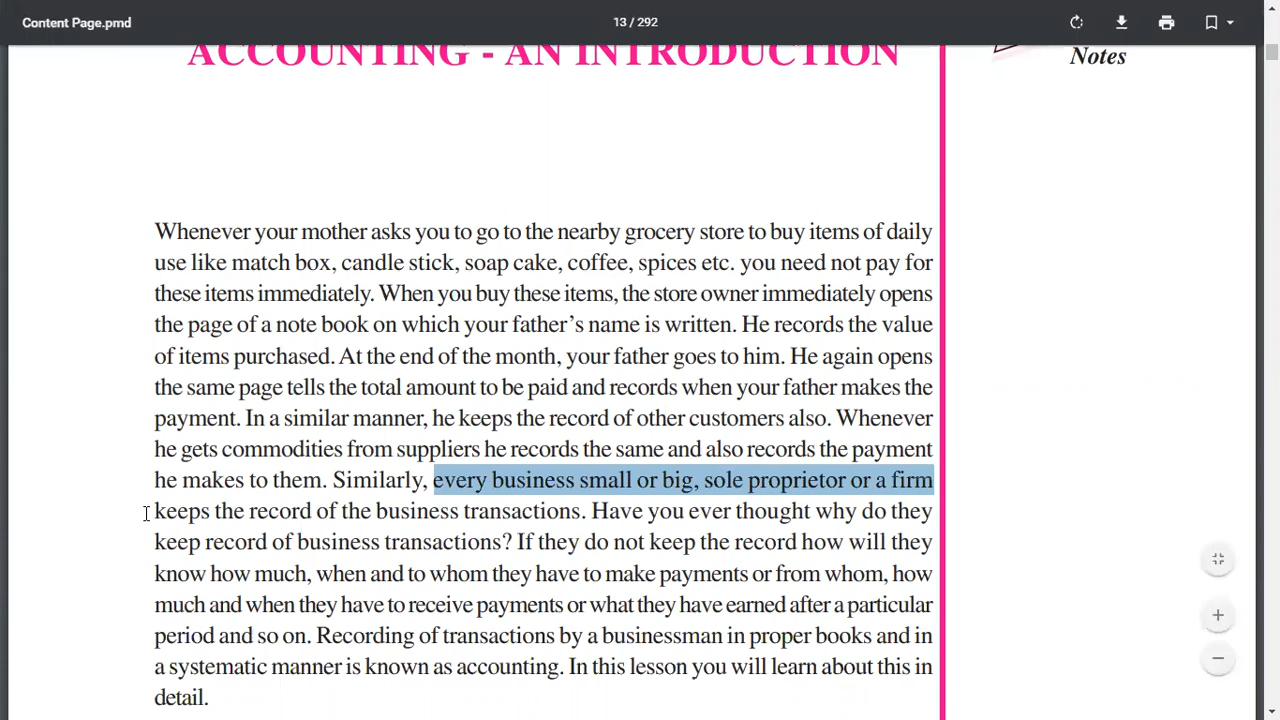 Content Page.pmd
13 / 292
ACCOUNTING - AN INTRODUCTION
Notes
Whenever your mother asks you to go to the nearby grocery store to buy items of daily
use like match box, candle stick, soap cake, coffee, spices etc. you need not pay for
these items immediately. When you buy these items, the store owner immediately opens
the page of a note book on which your father’s name is written. He records the value
of items purchased. At the end of the month, your father goes to him. He again opens
the same page tells the total amount to be paid and records when your father makes the
payment. In a similar manner, he keeps the record of other customers also. Whenever
he gets commodities from suppliers he records the same and also records the payment
he makes to them. Similarly, every business small or big, sole proprietor or a firm
keeps the record of the business transactions. Have you ever thought why do they
keep record of business transactions? If they do not keep the record how will they
know how much, when and to whom they have to make payments or from whom, how
much and when they have to receive payments or what they have earned after a particular
period and so on. Recording of transactions by a businessman in proper books and in
a systematic manner is known as accounting. In this lesson you will learn about this in
detail.